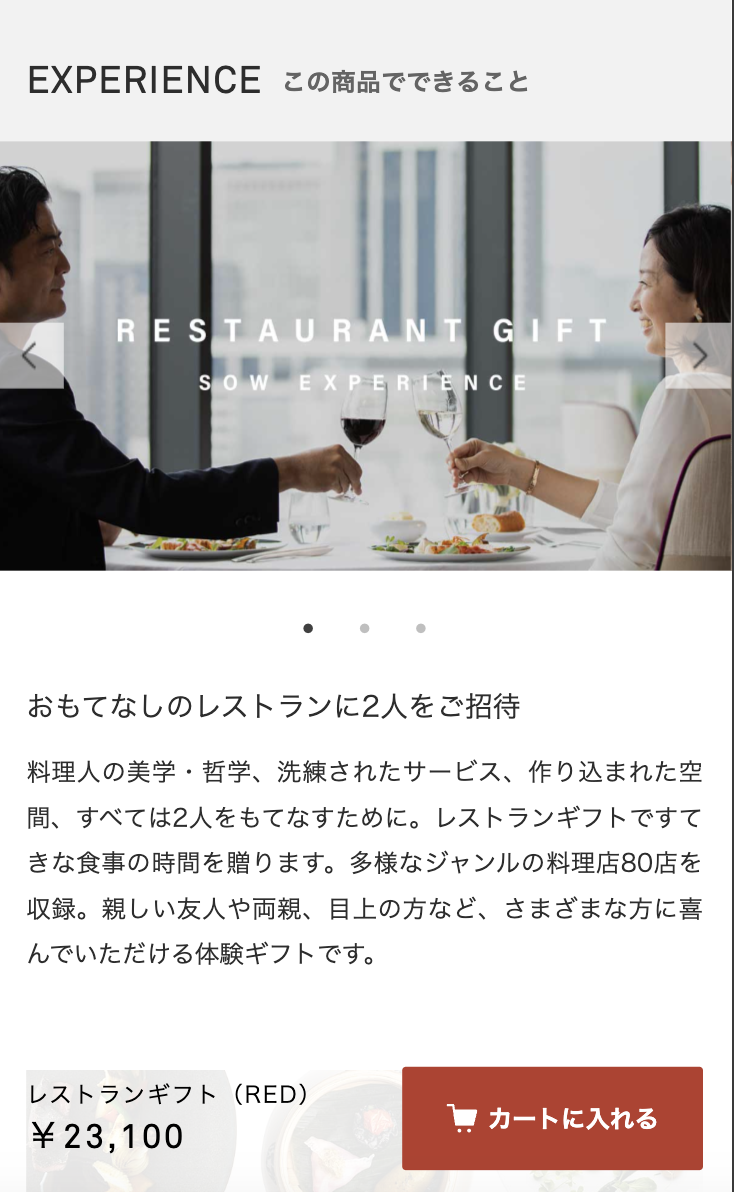 EXPERIENCE この商品でできること
RESTAURANT GIFT
SOW EXPERIENCE
おもてなしのレストランに2人をご招待
料理人の美学・哲学、洗練されたサービス、作り込まれた空
間、すべては2人をもてなすために。レストランギフトですて
きな食事の時間を贈ります。多様なジャンルの料理店80店を
収録。親しい友人や両親、目上の方など、さまざまな方に喜
んでいただける体験ギフトです。
レストランギフト（RED）
￥23,100
カートに入れる